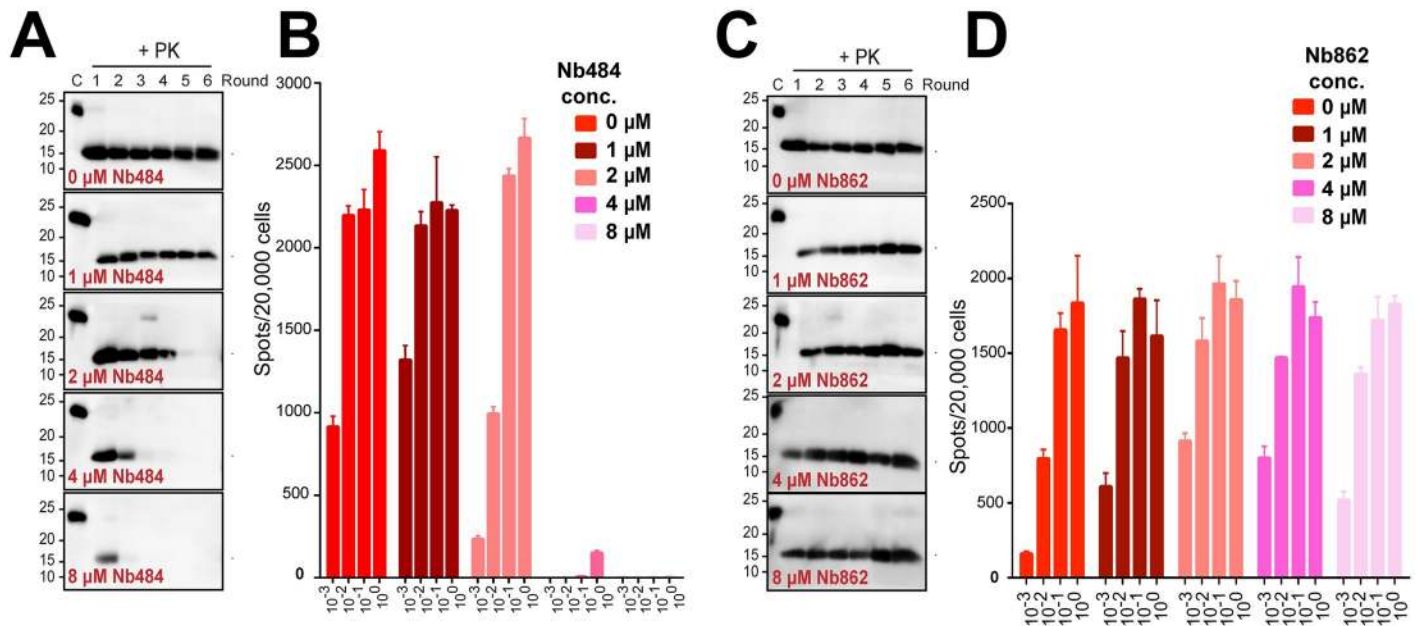 A
+ PK
C 1 2 3 4 5 6 Round
25
20
15
10
0 µM Nb484
25
20
15
10
1 µM Nb484
25
20
15
10
2 µM Nb484
25
20
15
10
4 µM Nb484
25
20
15
10
8 µM Nb484
B
Spots/20,000 cells
3000
2500
2000
1500
1000
500
0
10-3 10-2 10-1 100 10-3 10-2 10-1 100 10-3 10-2 10-1 100 10-3 10-2 10-1 100 10-3 10-2 10-1 100
Nb484
conc.
0 µM
1 µM
2 µM
4 µM
8 µM
C
+ PK
C 1 2 3 4 5 6 Round
25
20
15
10
0 µM Nb862
25
20
15
10
1 µM Nb862
25
20
15
10
2 µM Nb862
25
20
15
10
4 µM Nb862
25
20
15
10
8 µM Nb862
D
Nb862
conc.
0 µM
1 µM
2 µM
4 µM
8 µM
Spots/20,000 cells
2500
2000
1500
1000
500
0
10-3 10-2 10-1 100 10-3 10-2 10-1 100 10-3 10-2 10-1 100 10-3 10-2 10-1 100 10-3 10-2 10-1 100